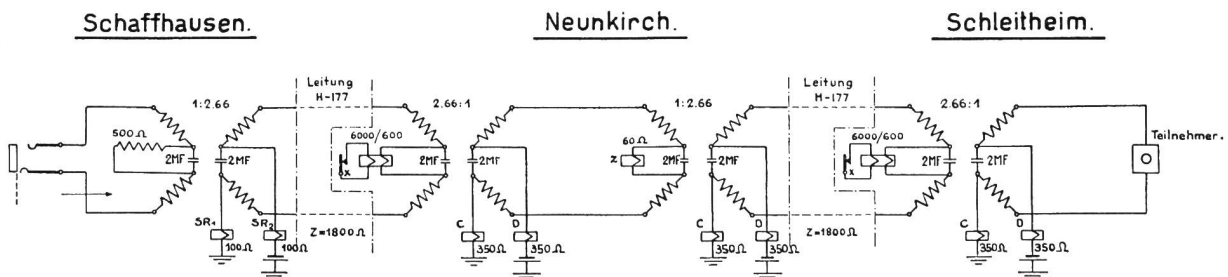 Schaffhausen.
Neunkirch.
Schleitheim.
1:2.66
Leitung
H-177
2.66:1
1:2.66
Leitung
H-177
2.66:1
500Ω
2MF
2MF
6000/600
x
2MF
2MF
60Ω
Z
2MF
2MF
6000/600
x
2MF
2MF
Teilnehmer.
SR1
100Ω
SR2
100Ω
Z=1800Ω
C
350Ω
D
350Ω
C
350Ω
D
350Ω
Z=1800Ω
C
350Ω
D
350Ω